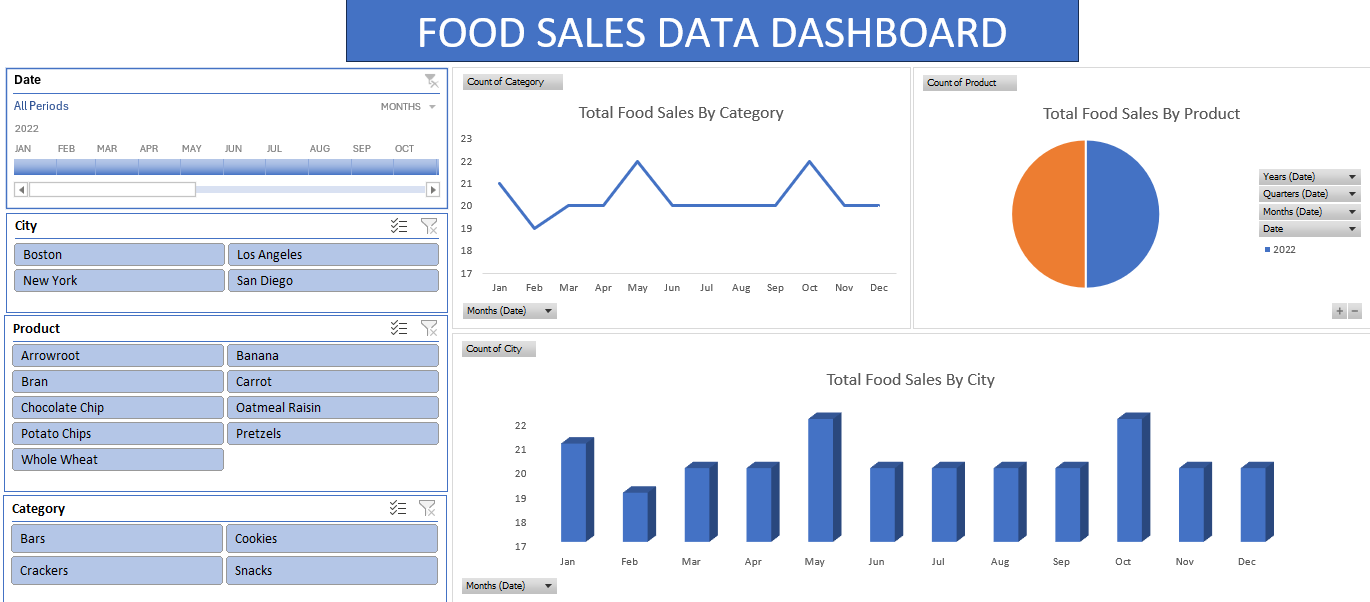 FOOD SALES DATA DASHBOARD
Date
All Periods MONTHS
2022
JAN FEB MAR APR MAY JUN JUL AUG SEP OCT
City
Boston Los Angeles
New York San Diego
Product
Arrowroot Banana
Bran Carrot
Chocolate Chip Oatmeal Raisin
Potato Chips Pretzels
Whole Wheat
Category
Bars Cookies
Crackers Snacks
Count of Category
Total Food Sales By Category
23
22
21
20
19
18
17
Jan Feb Mar Apr May Jun Jul Aug Sep Oct Nov Dec
Months (Date)
Count of Product
Total Food Sales By Product
Years (Date)
Quarters (Date)
Months (Date)
Date
2022
+ −
Count of City
Total Food Sales By City
22
21
20
19
18
17
Jan Feb Mar Apr May Jun Jul Aug Sep Oct Nov Dec
Months (Date)